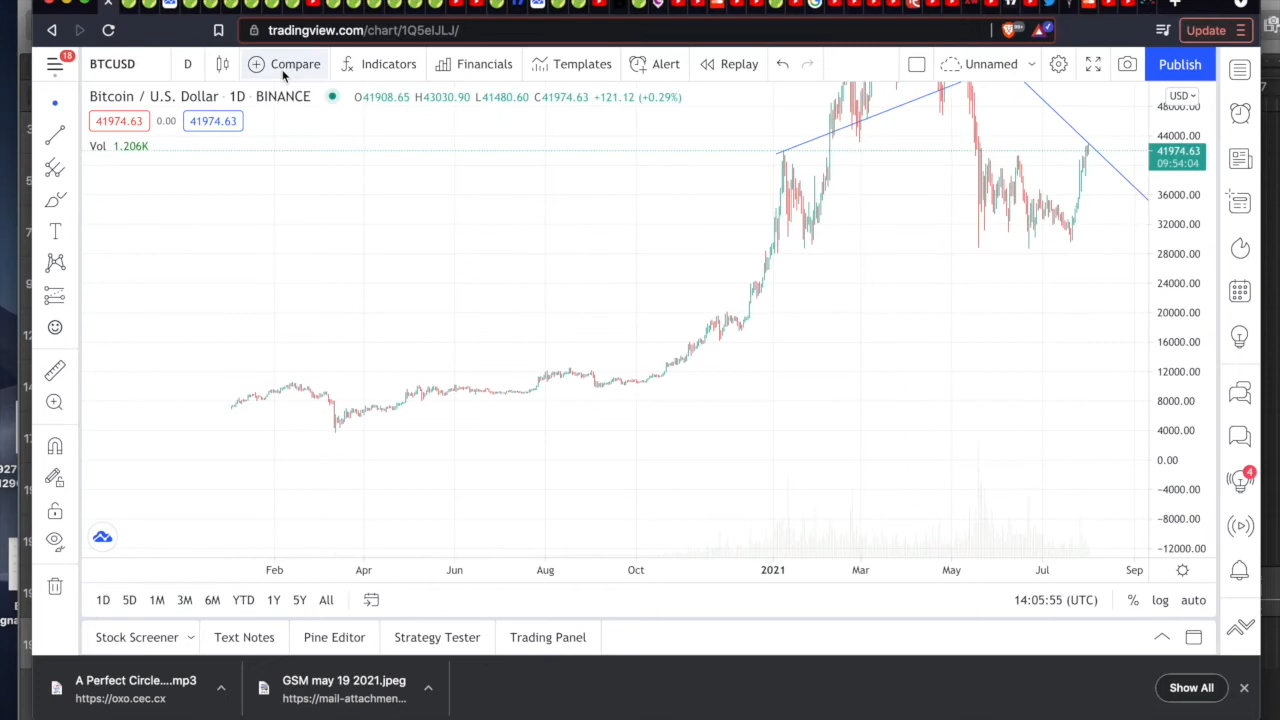 tradingview.com/chart/1Q5eIJLJ/
99+
Update
18
BTCUSD
D
Compare
Indicators
Financials
Templates
Alert
Replay
Unnamed
Publish
Bitcoin / U.S. Dollar · 1D · BINANCE
O41908.65 H43030.90 L41480.60 C41974.63 +121.12 (+0.29%)
USD
41974.63
0.00
41974.63
Vol 1.206K
48000.00
44000.00
41974.63
09:54:04
36000.00
32000.00
28000.00
24000.00
20000.00
16000.00
12000.00
8000.00
4000.00
0.00
−4000.00
−8000.00
−12000.00
4
Feb
Apr
Jun
Aug
Oct
2021
Mar
May
Jul
Sep
1D
5D
1M
3M
6M
YTD
1Y
5Y
All
14:05:55 (UTC)
%
log
auto
Stock Screener
Text Notes
Pine Editor
Strategy Tester
Trading Panel
A Perfect Circle....mp3
https://oxo.cec.cx
GSM may 19 2021.jpeg
https://mail-attachmen...
Show All